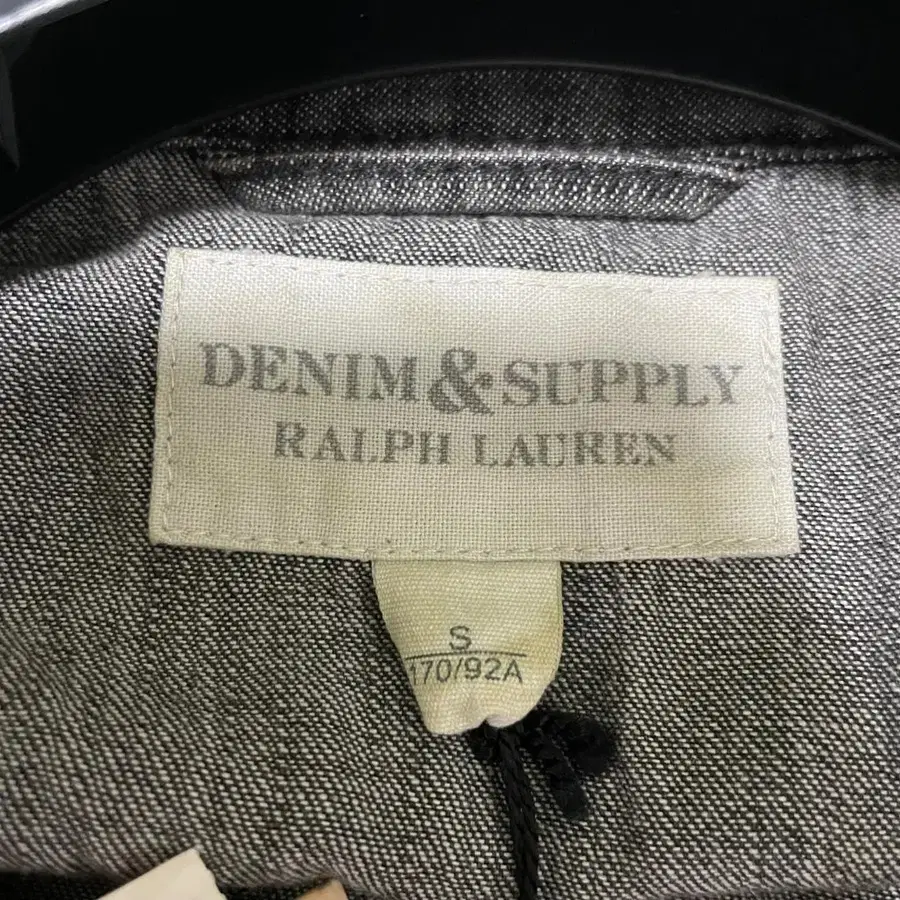 DENIM & SUPPLY
RALPH LAUREN
S
170/92A